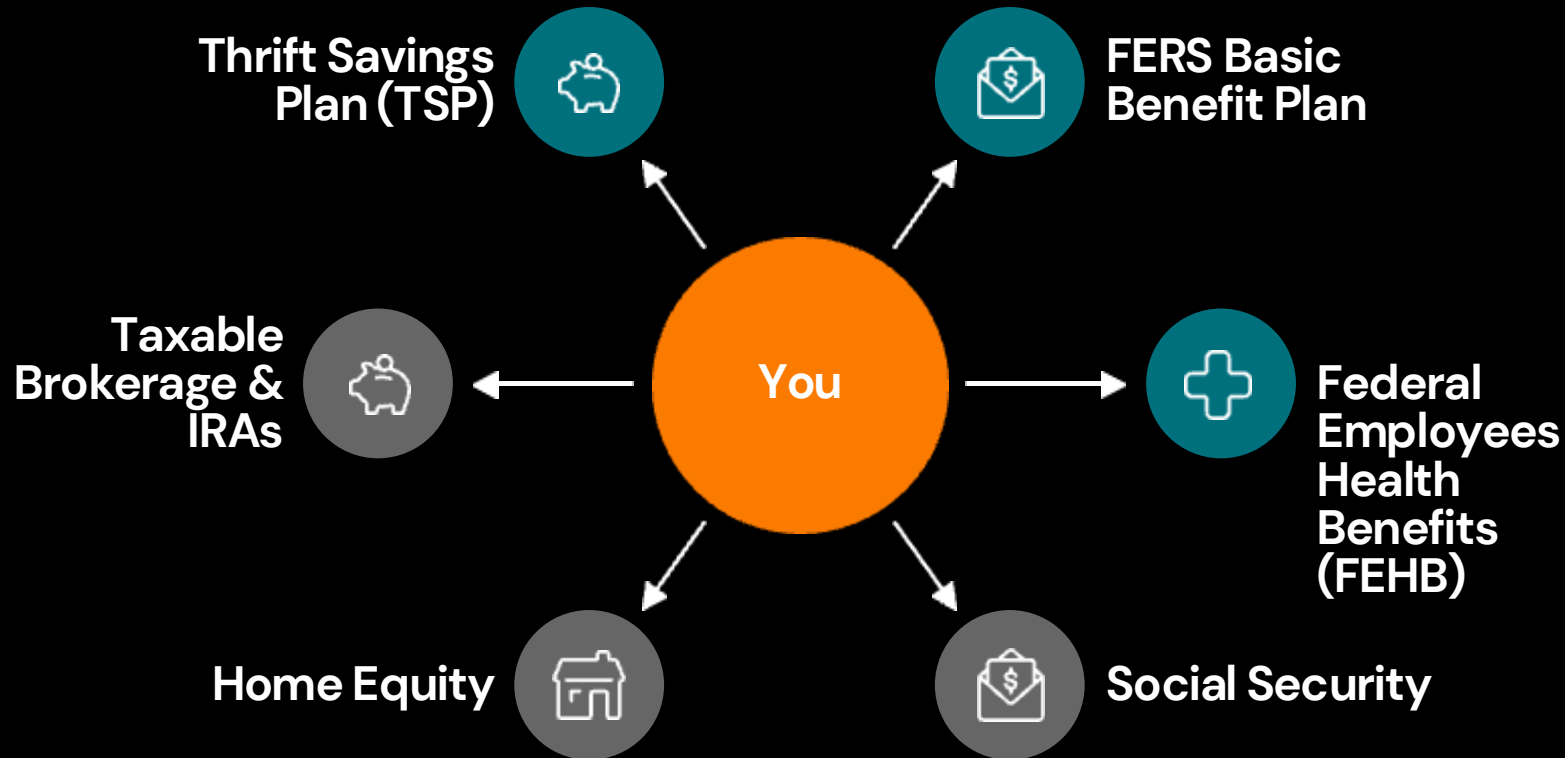 Thrift Savings
Plan (TSP)
FERS Basic
Benefit Plan
Taxable
Brokerage &
IRAs
You
Federal
Employees
Health
Benefits
(FEHB)
Home Equity
Social Security